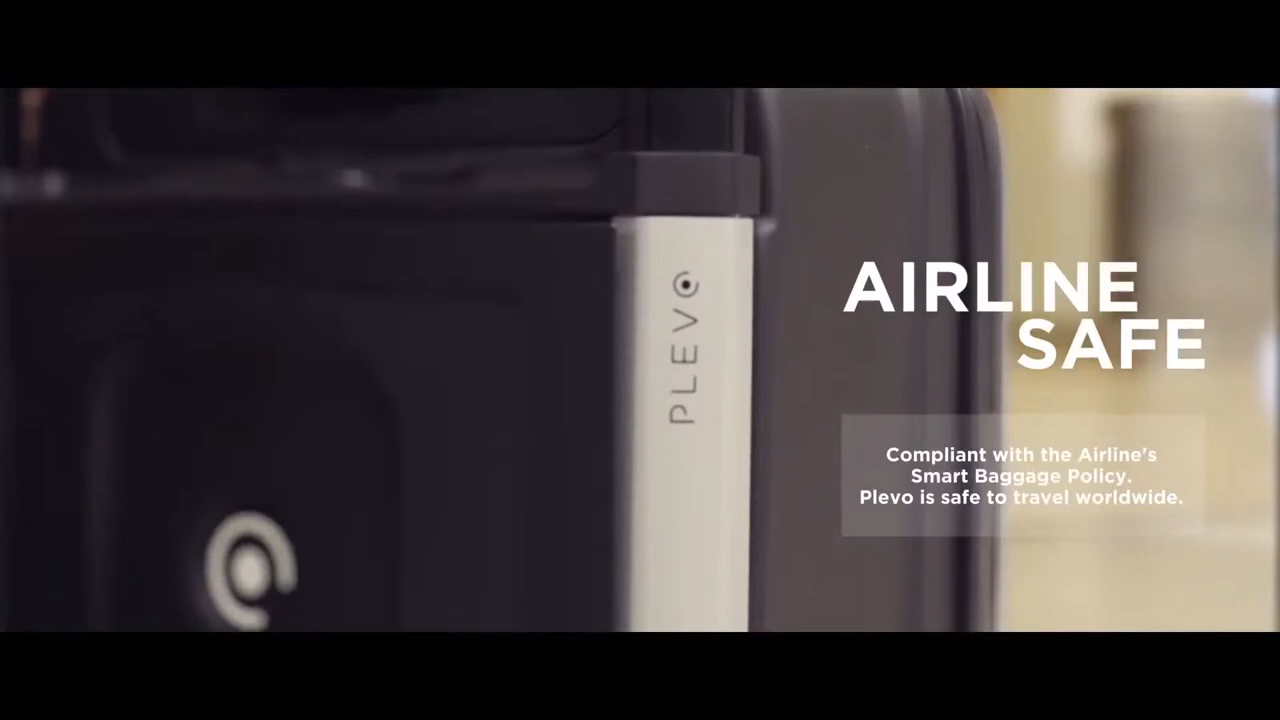 PLEVO
AIRLINE
SAFE
Compliant with the Airline's
Smart Baggage Policy.
Plevo is safe to travel worldwide.